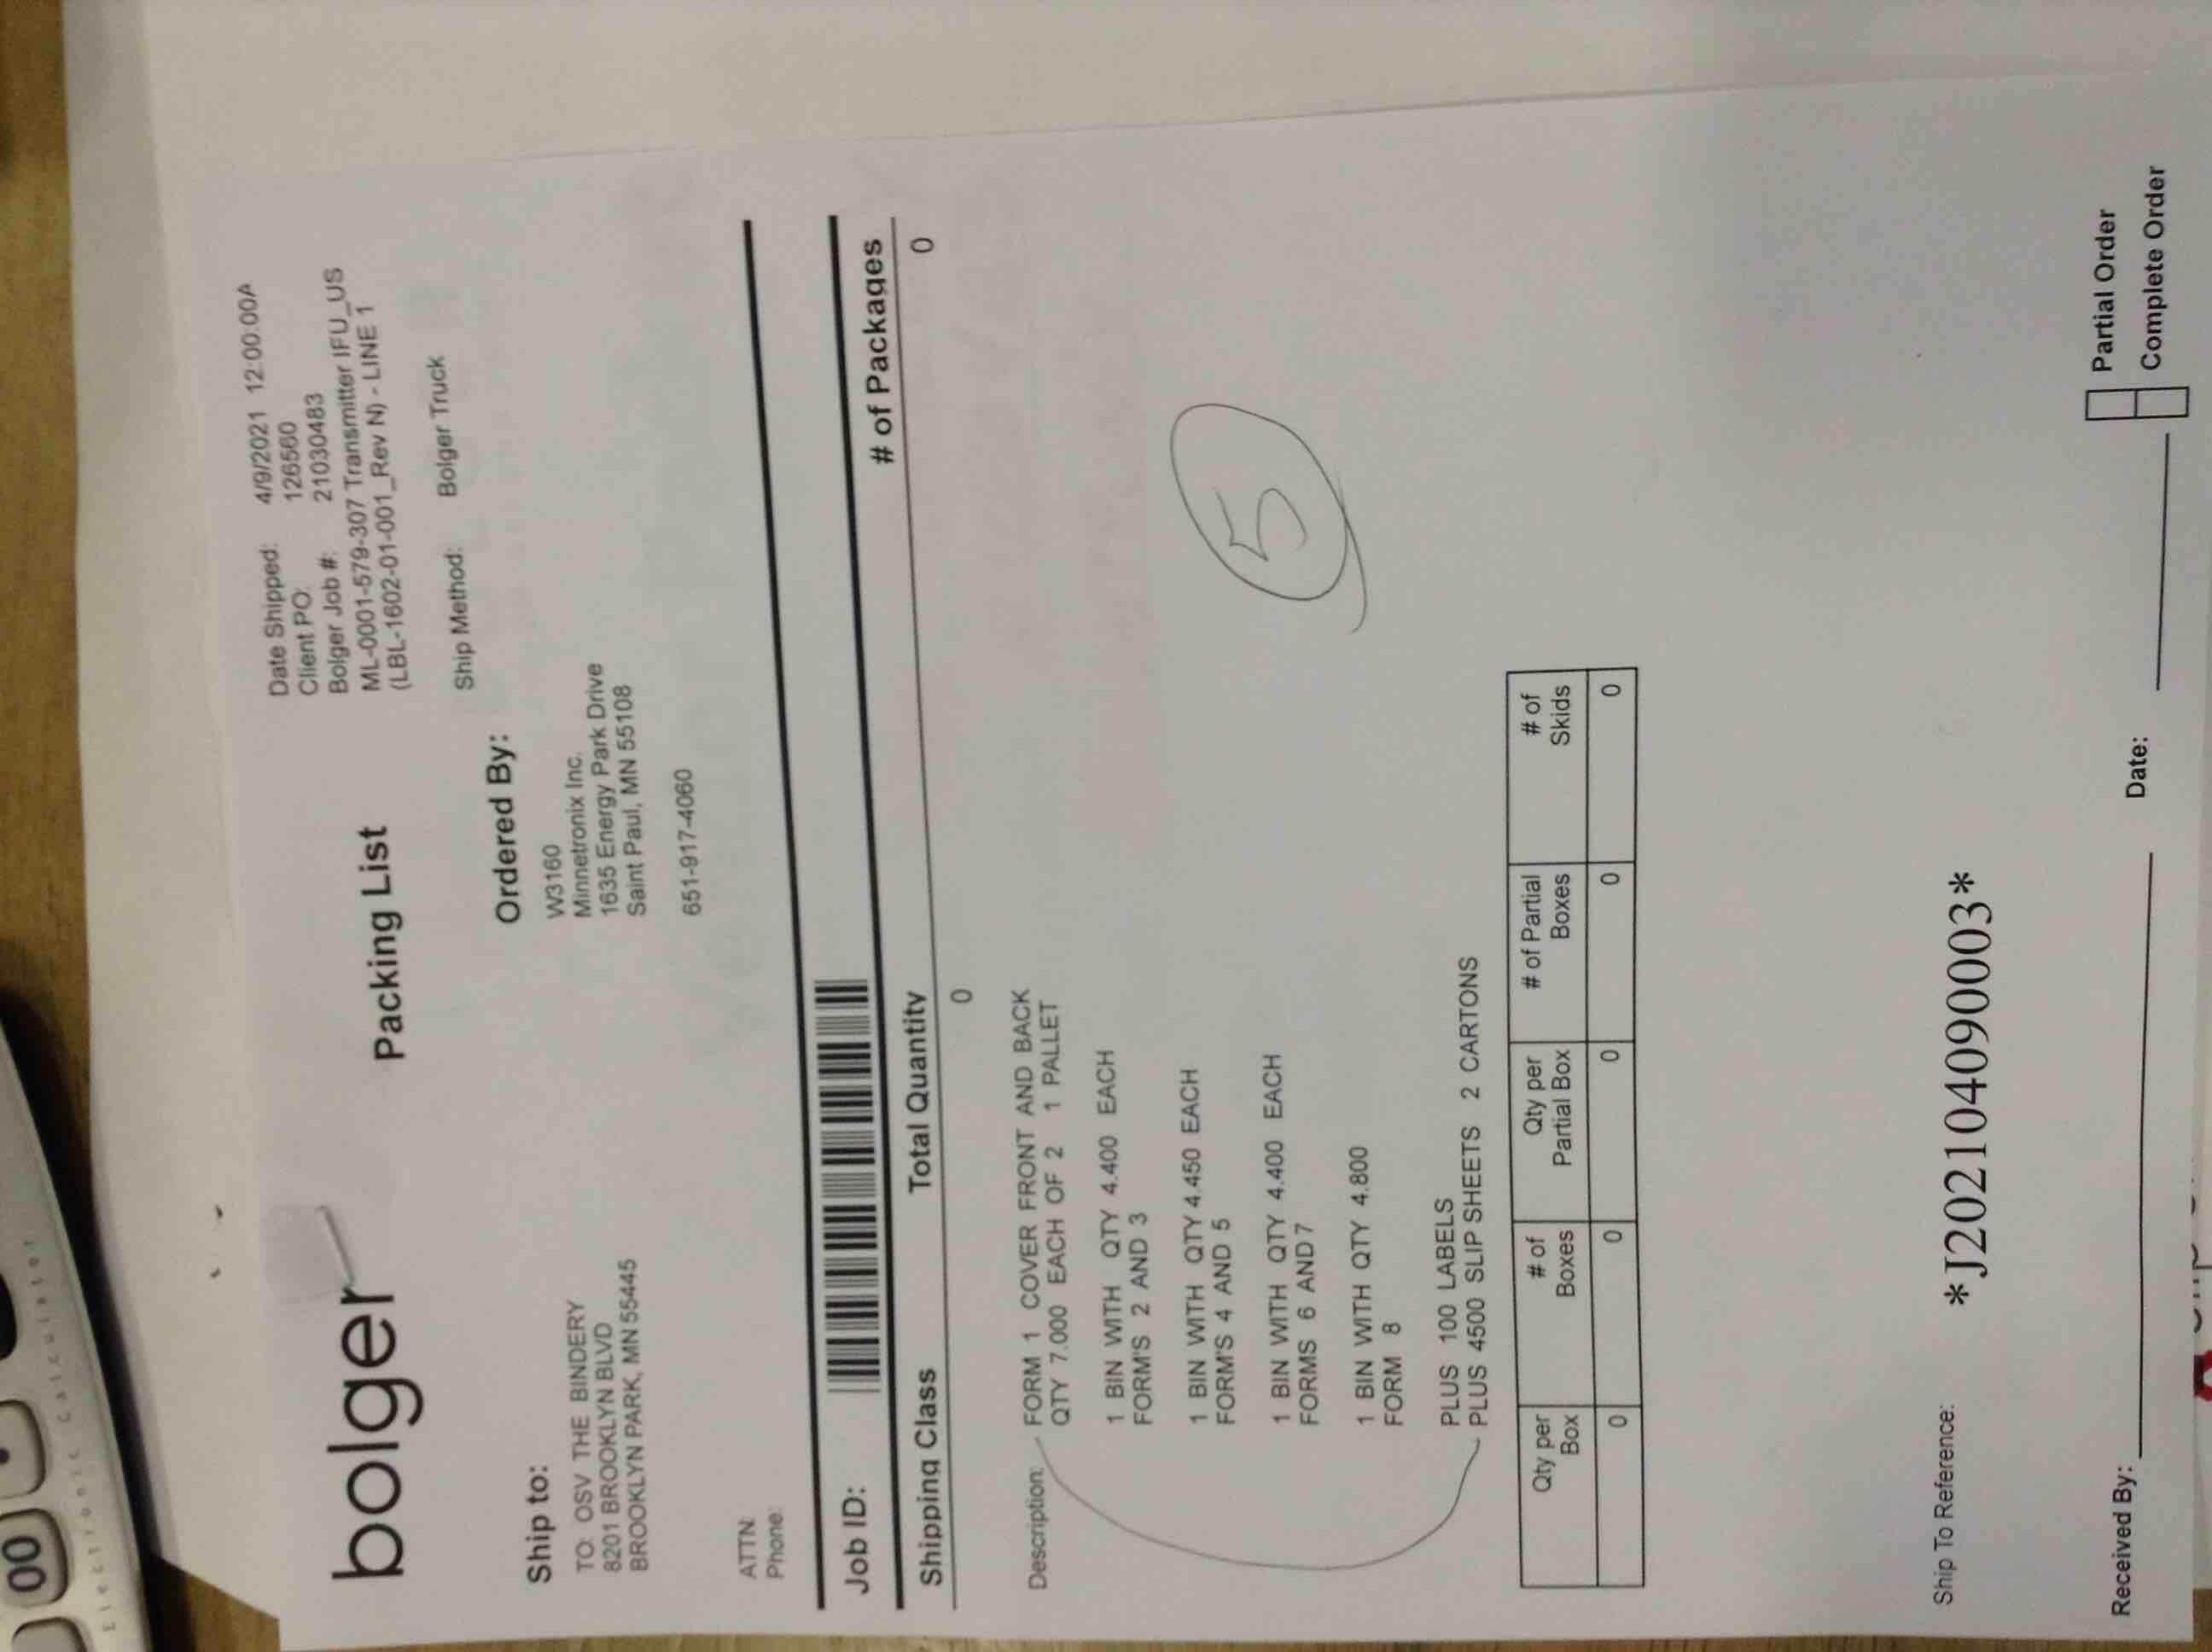 bolger
Packing List
Date Shipped: 4/9/2021 12:00:00A
Client PO: 126560
Bolger Job #: 21030483
ML-0001-579-307 Transmitter IFU_US
(LBL-1602-01-001_Rev N) - LINE 1
Ship Method: Bolger Truck
Ship to:
TO: OSV THE BINDERY
8201 BROOKLYN BLVD
BROOKLYN PARK, MN 55445
ATTN:
Phone:
Ordered By:
W3160
Minnetronix Inc.
1635 Energy Park Drive
Saint Paul, MN 55108
651-917-4060
Job ID:
Shipping Class Total Quantity # of Packages
0 0
Description: FORM 1 COVER FRONT AND BACK
QTY 7.000 EACH OF 2 1 PALLET
1 BIN WITH QTY 4.400 EACH
FORM'S 2 AND 3
1 BIN WITH QTY 4.450 EACH
FORM'S 4 AND 5
1 BIN WITH QTY 4.400 EACH
FORMS 6 AND 7
1 BIN WITH QTY 4.800
FORM 8
PLUS 100 LABELS
PLUS 4500 SLIP SHEETS 2 CARTONS
5
Qty per Box # of Boxes Qty per Partial Box # of Partial Boxes # of Skids
0 0 0 0 0
Ship To Reference: *J202104090003*
Received By: Date:
Partial Order
Complete Order
00
Electronic Calculator